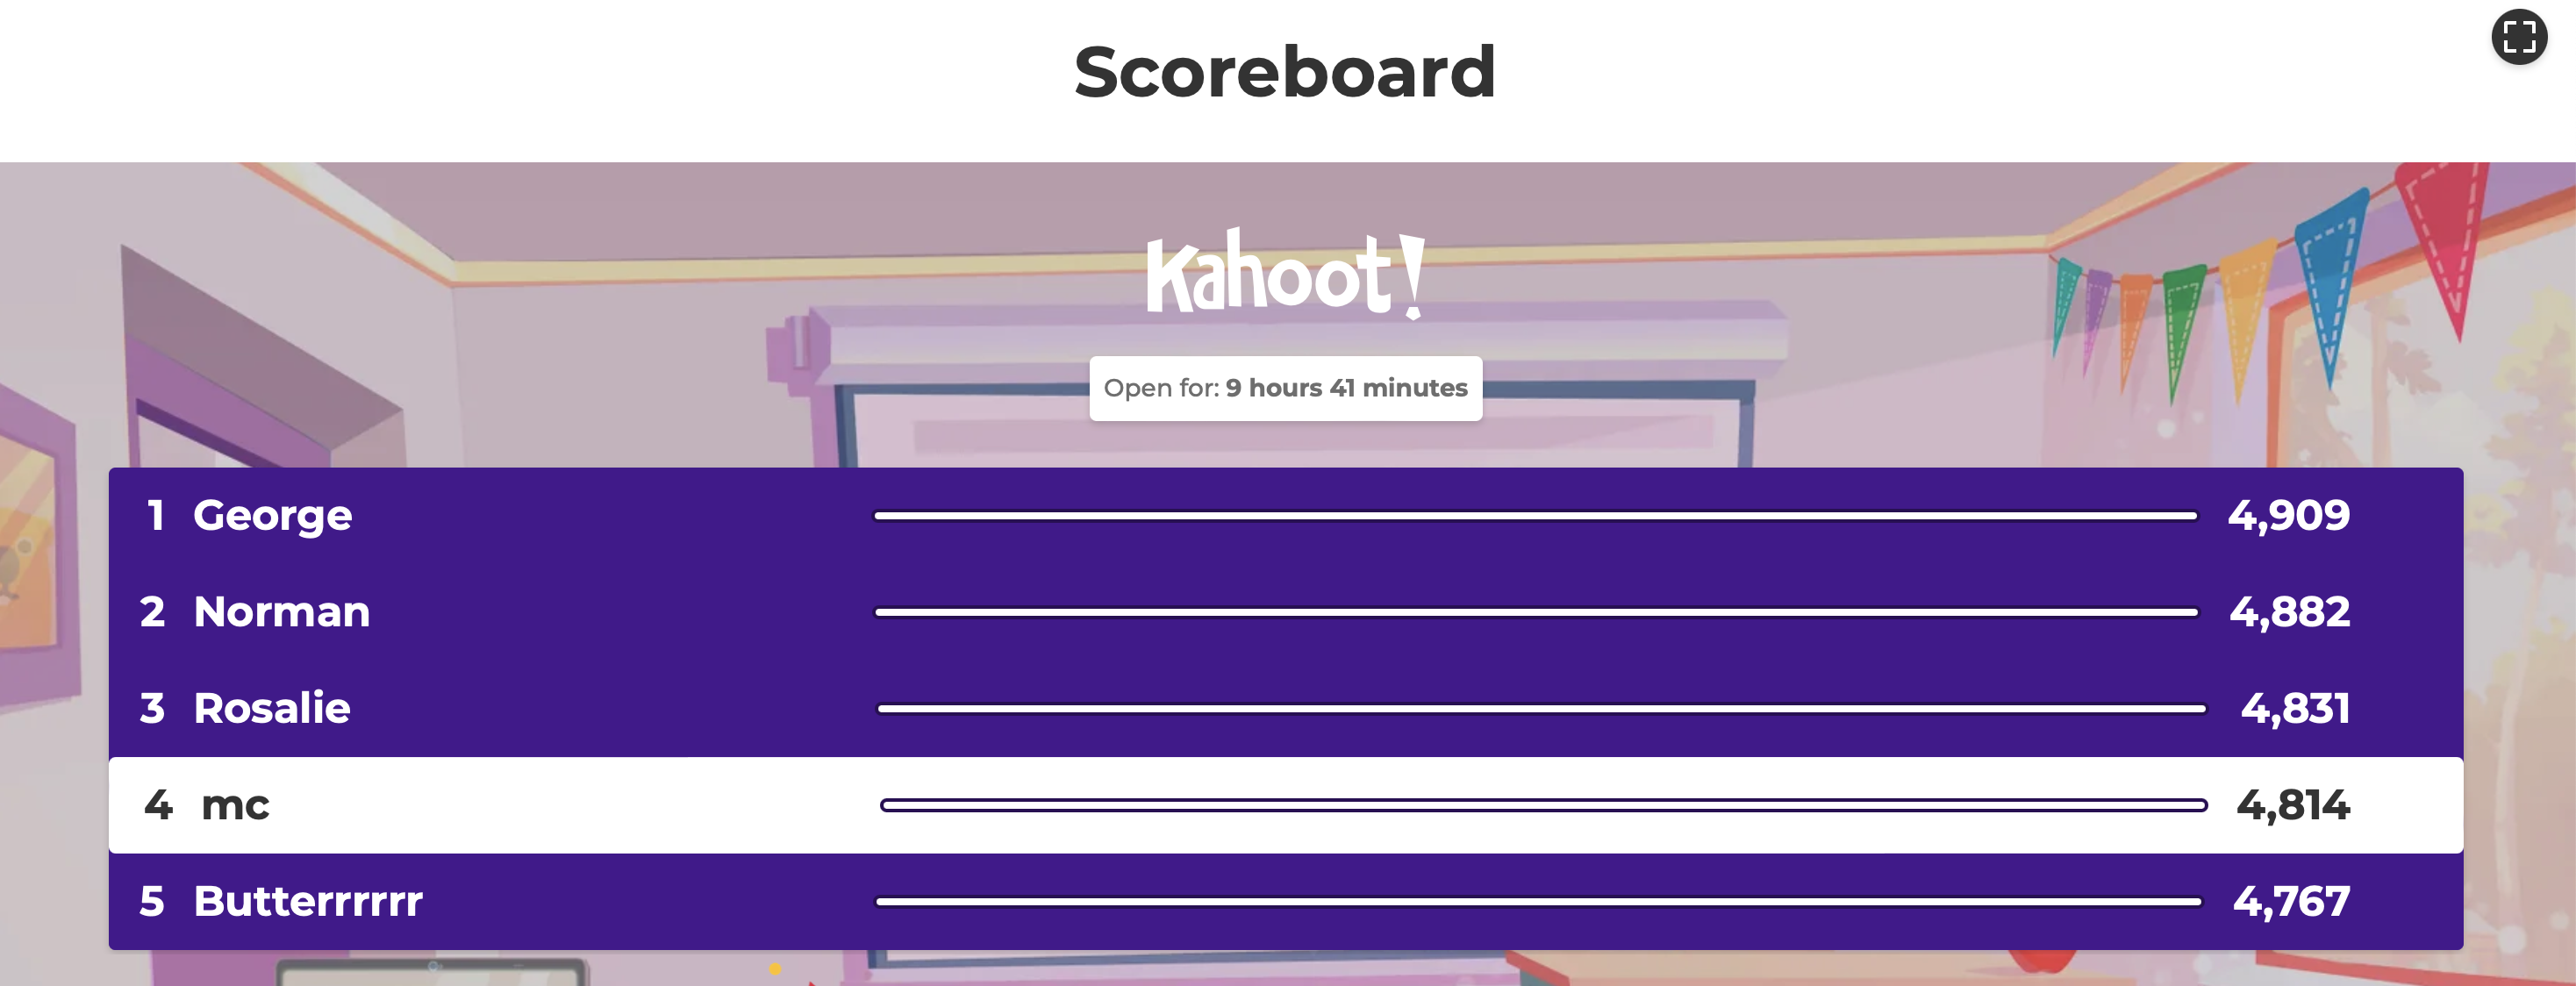 Scoreboard
Kahoot!
Open for: 9 hours 41 minutes
1 George 4,909
2 Norman 4,882
3 Rosalie 4,831
4 mc 4,814
5 Butterrrrrr 4,767